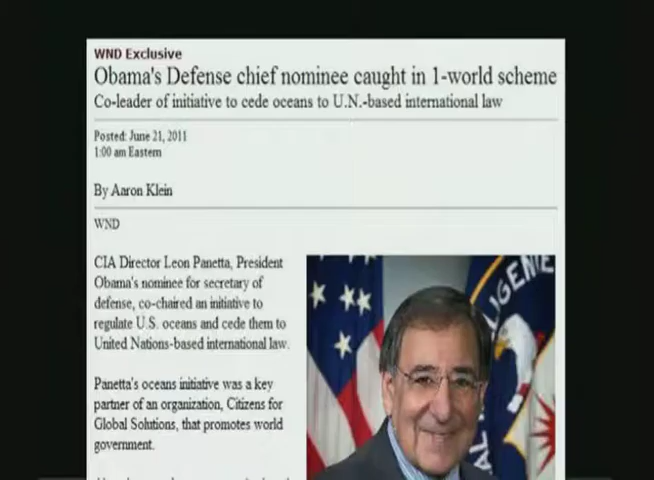 WND Exclusive
Obama's Defense chief nominee caught in 1-world scheme
Co-leader of initiative to cede oceans to U.N.-based international law
Posted: June 21, 2011
1:00 am Eastern
By Aaron Klein
WND
CIA Director Leon Panetta, President
Obama's nominee for secretary of
defense, co-chaired an initiative to
regulate U.S. oceans and cede them to
United Nations-based international law.
Panetta's oceans initiative was a key
partner of an organization, Citizens for
Global Solutions, that promotes world
government.